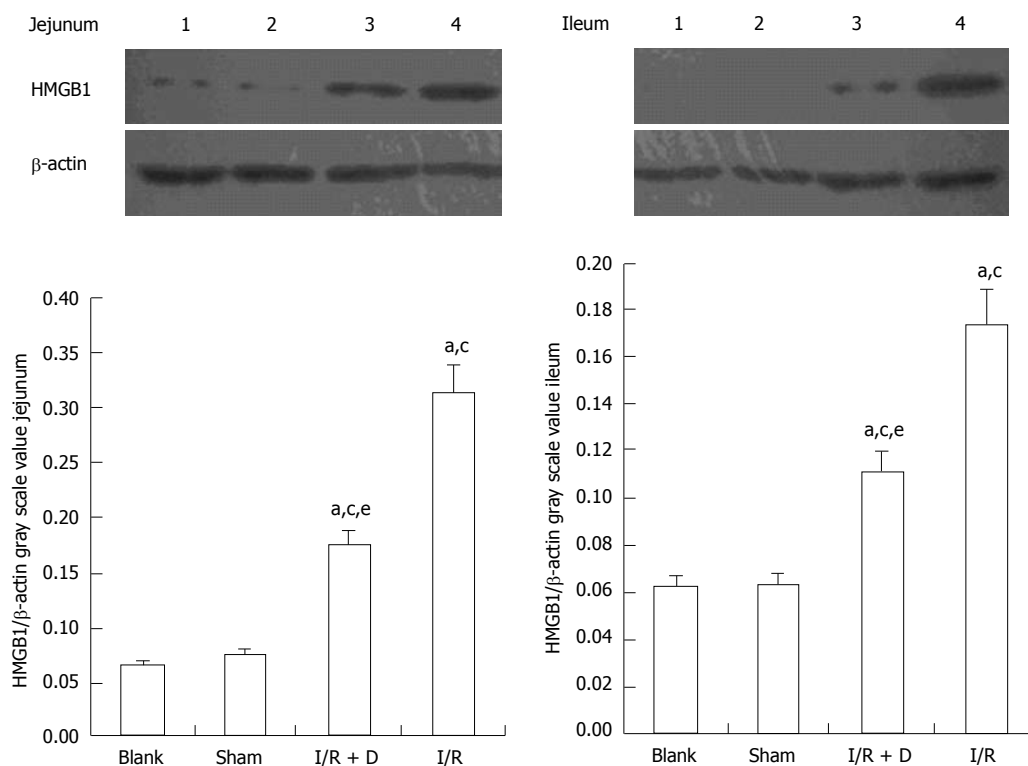 Jejunum 1 2 3 4
HMGB1
β-actin
Ileum 1 2 3 4
HMGB1/β-actin gray scale value jejunum
0.40
0.35
0.30
0.25
0.20
0.15
0.10
0.05
0.00
a,c,e
a,c
Blank Sham I/R + D I/R
HMGB1/β-actin gray scale value ileum
0.20
0.18
0.16
0.14
0.12
0.10
0.08
0.06
0.04
0.02
0.00
a,c,e
a,c
Blank Sham I/R + D I/R